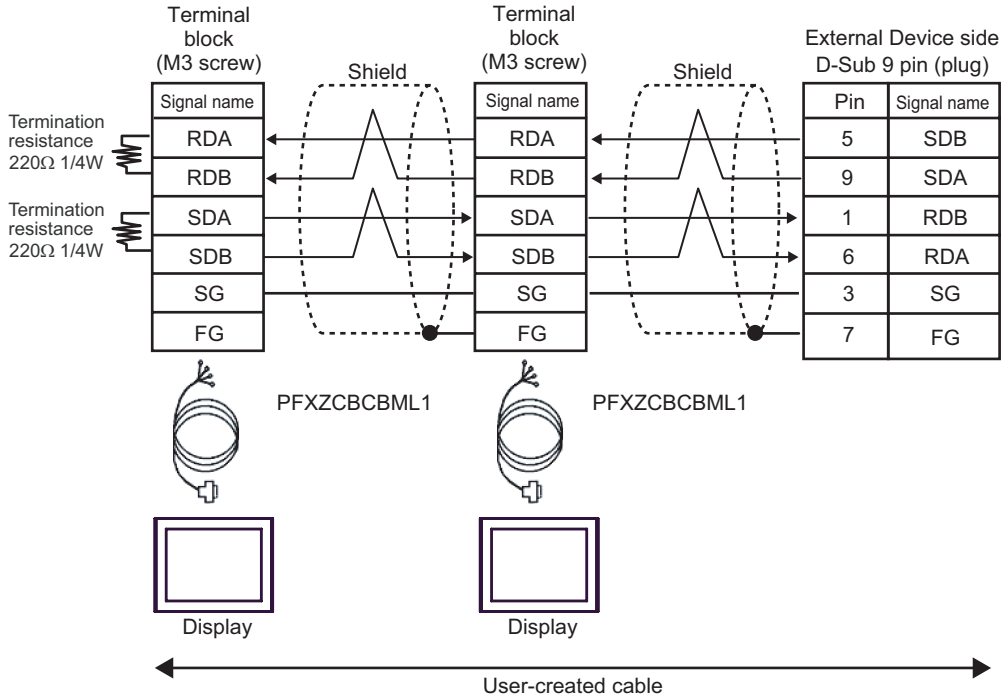 Terminal
block
(M3 screw)
Terminal
block
(M3 screw)
External Device side
D-Sub 9 pin (plug)
Shield
Shield
Signal name
Signal name
Pin
Signal name
Termination
resistance
220Ω 1/4W
RDA
RDA
5
SDB
RDB
RDB
9
SDA
Termination
resistance
220Ω 1/4W
SDA
SDA
1
RDB
SDB
SDB
6
RDA
SG
SG
3
SG
FG
FG
7
FG
PFXZCBCBML1
PFXZCBCBML1
Display
Display
User-created cable